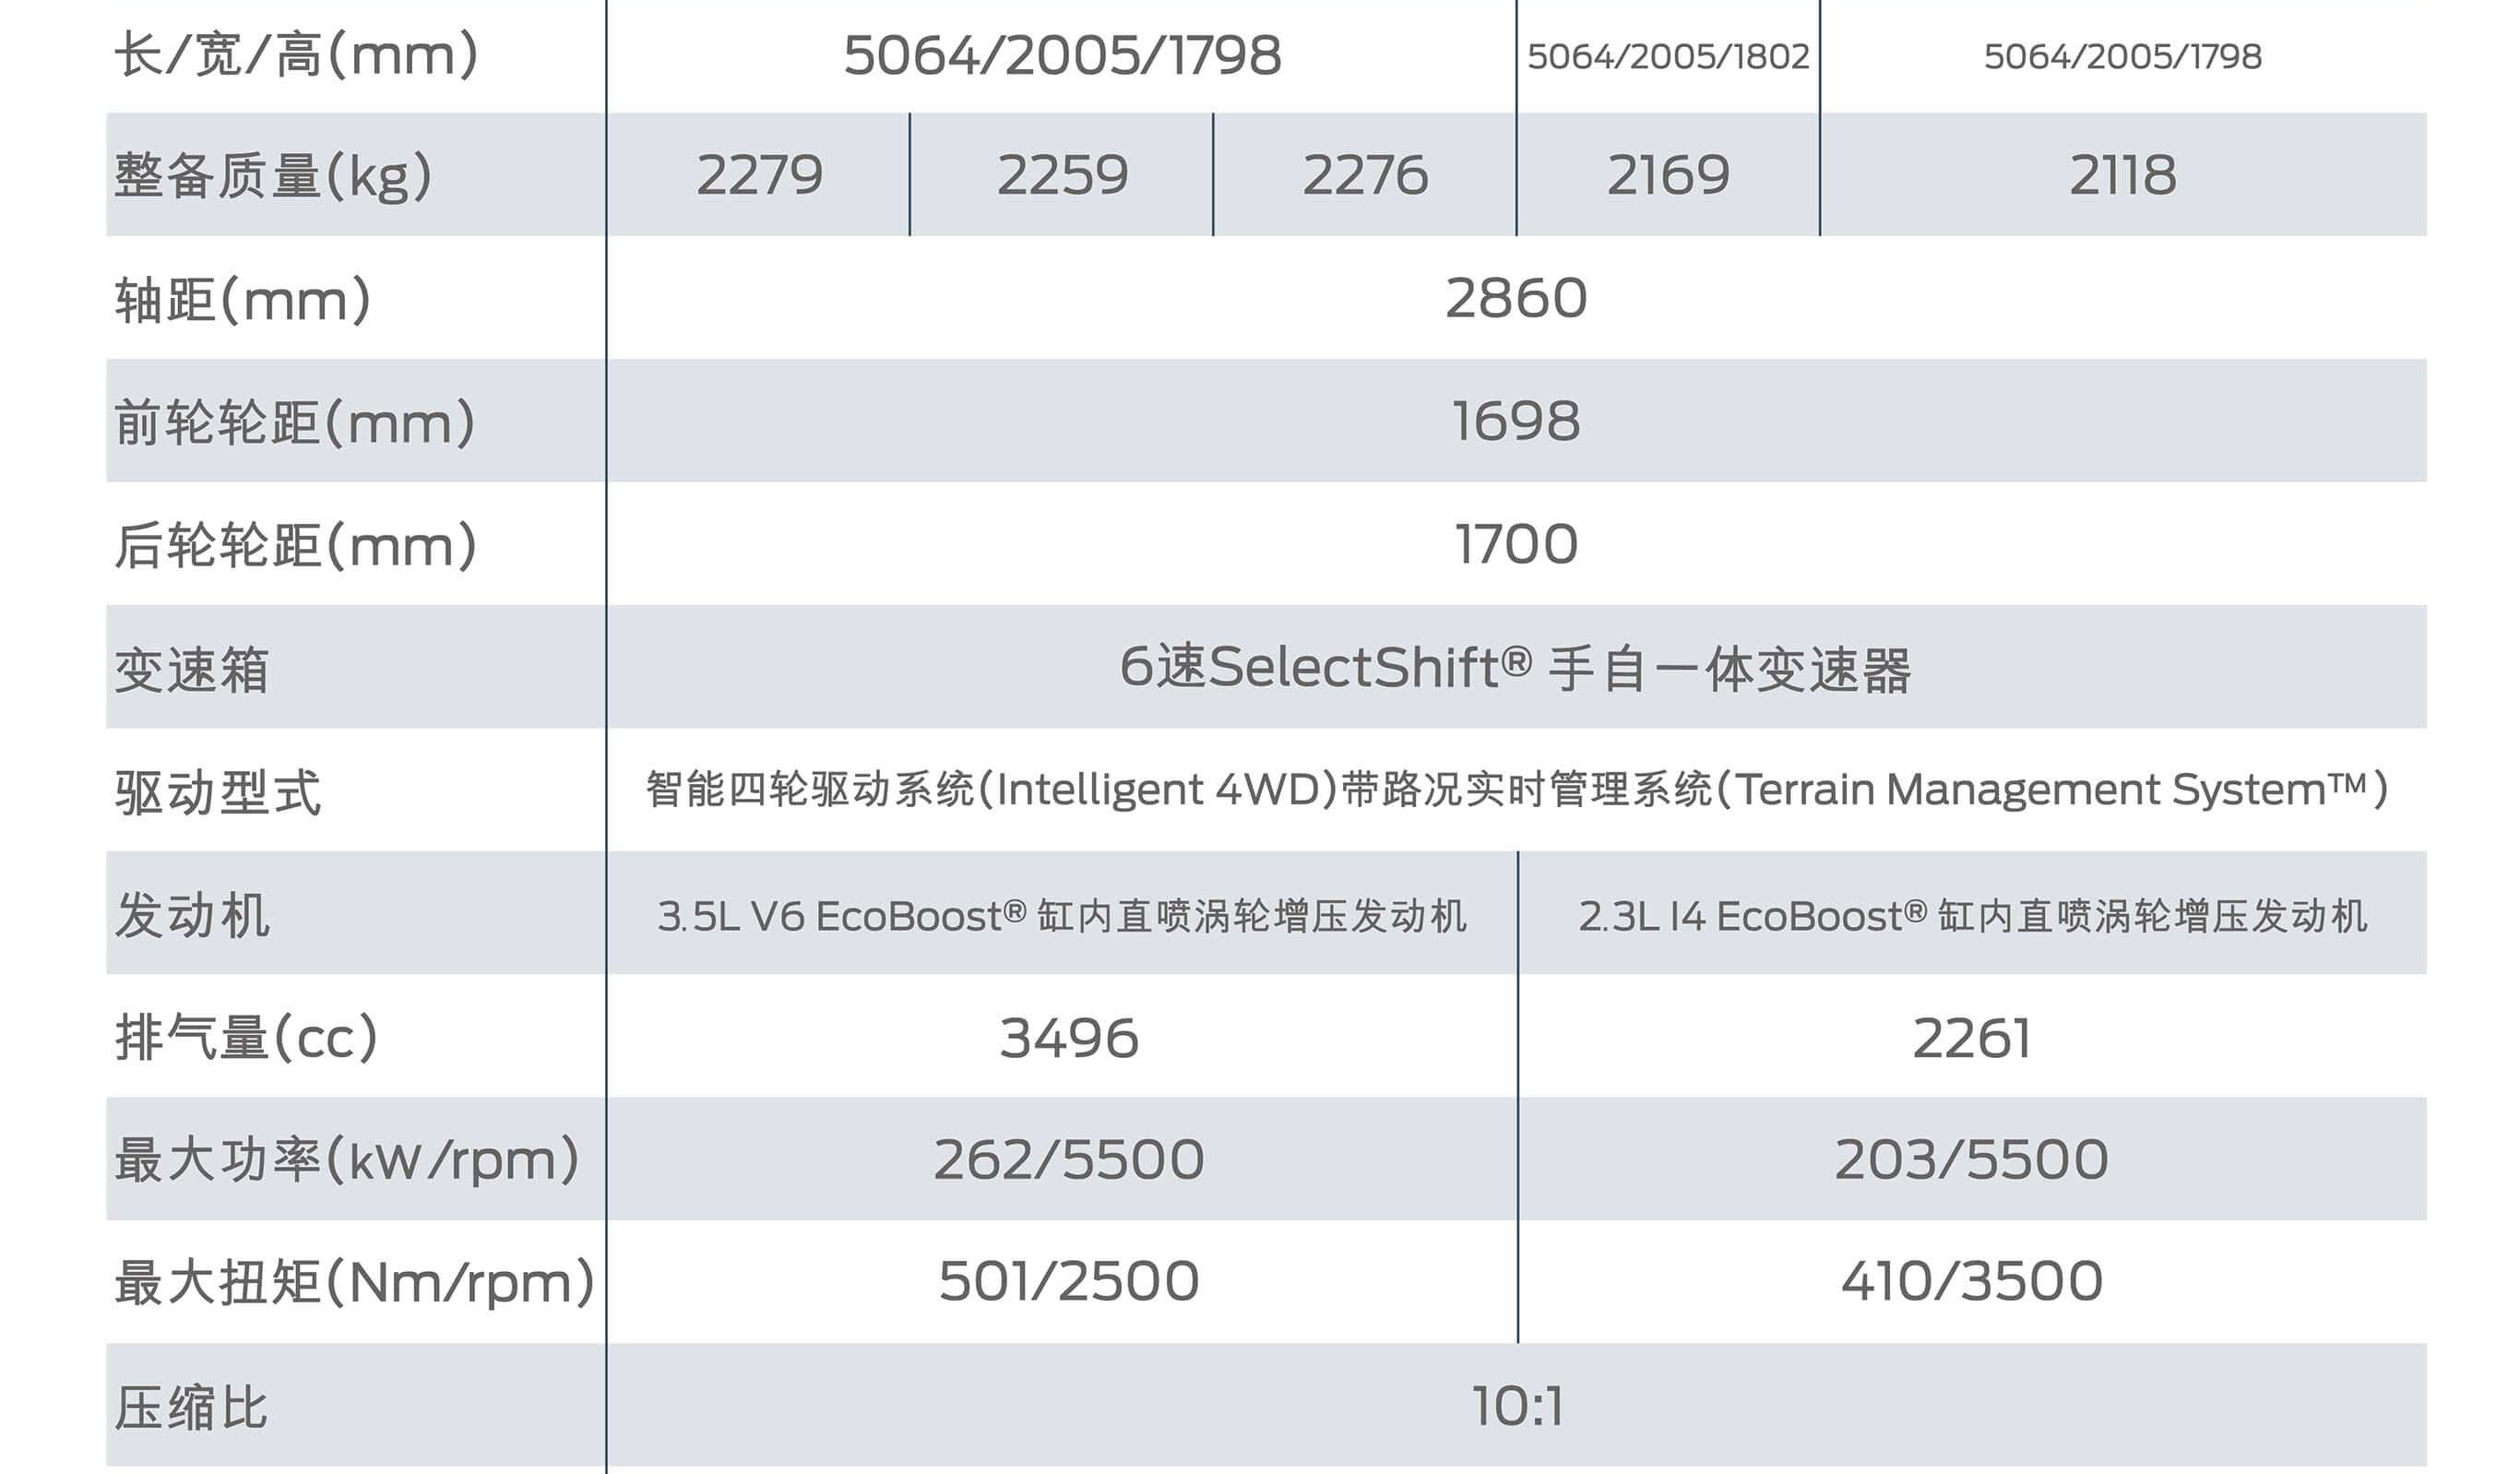 长/宽/高(mm) 5064/2005/1798 5064/2005/1802 5064/2005/1798
整备质量(kg) 2279 2259 2276 2169 2118
轴距(mm) 2860
前轮轮距(mm) 1698
后轮轮距(mm) 1700
变速箱 6速SelectShift® 手自一体变速器
驱动型式 智能四轮驱动系统(Intelligent 4WD)带路况实时管理系统(Terrain Management System™)
发动机 3.5L V6 EcoBoost® 缸内直喷涡轮增压发动机 2.3L I4 EcoBoost® 缸内直喷涡轮增压发动机
排气量(cc) 3496 2261
最大功率(kW/rpm) 262/5500 203/5500
最大扭矩(Nm/rpm) 501/2500 410/3500
压缩比 10:1